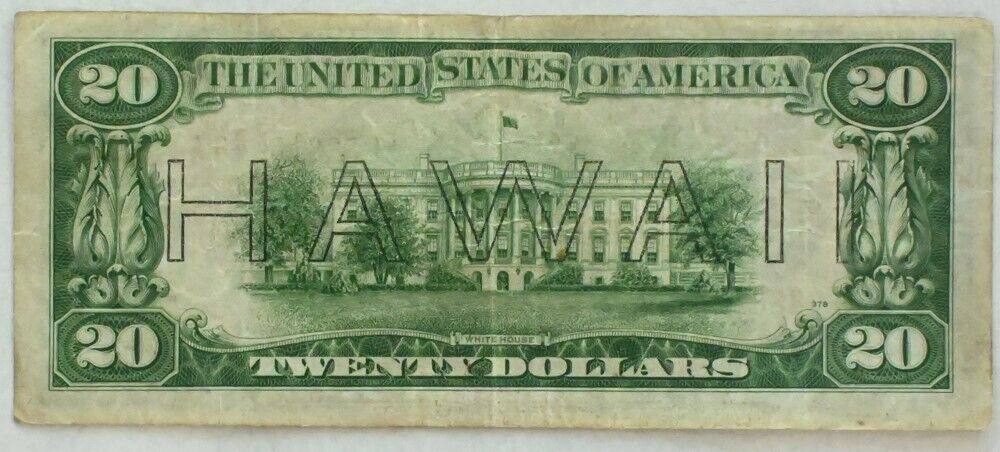 20 THE UNITED STATES OF AMERICA 20
HAWAII
378
WHITE HOUSE
20 TWENTY DOLLARS 20